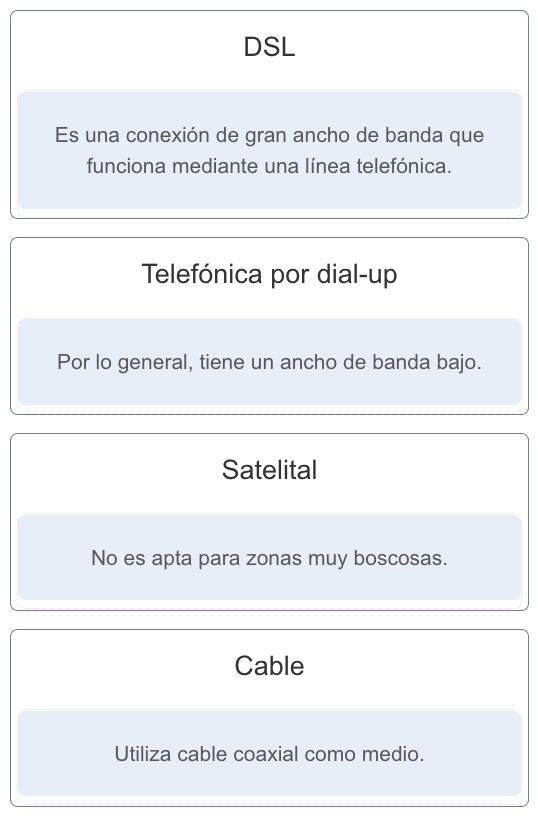 DSL
Es una conexión de gran ancho de banda que
funciona mediante una línea telefónica.
Telefónica por dial-up
Por lo general, tiene un ancho de banda bajo.
Satelital
No es apta para zonas muy boscosas.
Cable
Utiliza cable coaxial como medio.